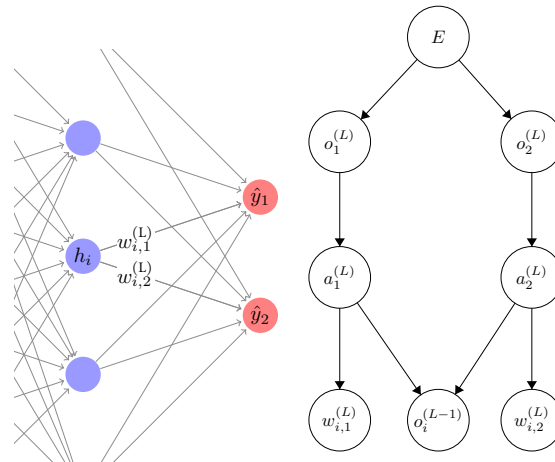 E
o_1^{(L)} o_2^{(L)}
ŷ_1
w_{i,1}^{(L)}
h_i
w_{i,2}^{(L)}
a_1^{(L)} a_2^{(L)}
ŷ_2
w_{i,1}^{(L)} o_i^{(L-1)} w_{i,2}^{(L)}